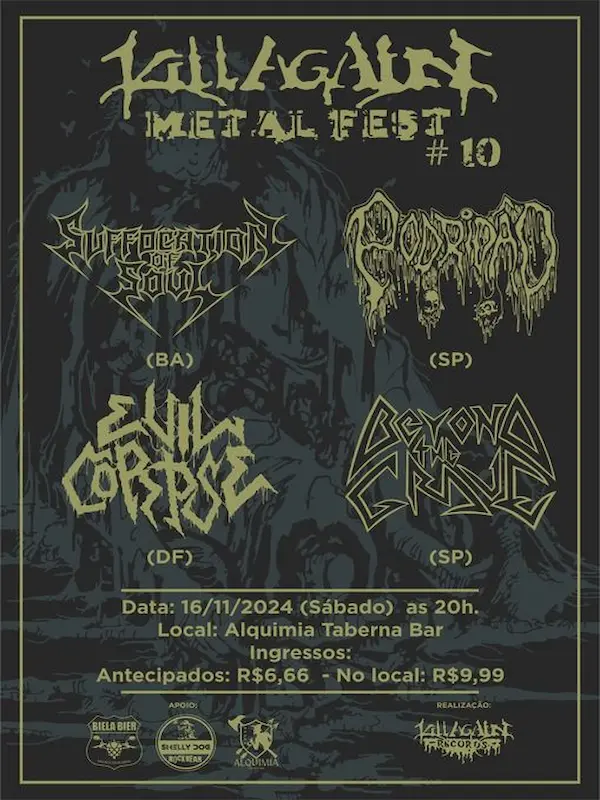 KILLAGAIN
METAL FEST
# 10
SUFFOCATION
OF
SOUL
PODRIDÃO
(BA)
(SP)
EVIL
CORPSE
BEYOND
THE
GRAVE
(DF)
(SP)
Data: 16/11/2024 (Sábado) as 20h.
Local: Alquimia Taberna Bar
Ingressos:
Antecipados: R$6,66 - No local: R$9,99
APOIO:
REALIZAÇÃO:
BIELA BIER
SHELLY DOG
ROCKWEAR
ALQUIMIA
KILLAGAIN
RECORDS